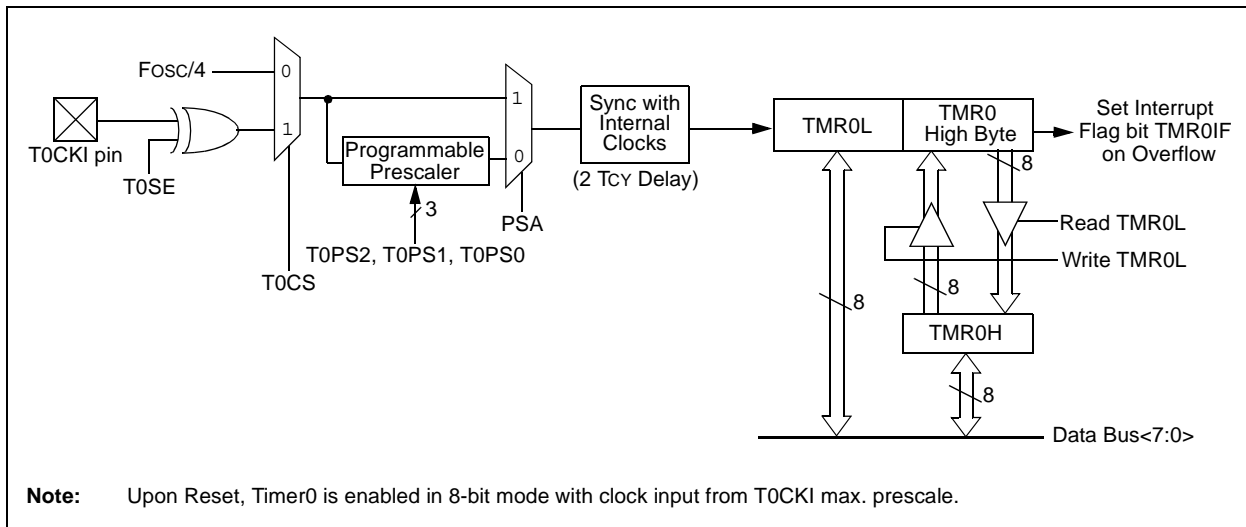 FOSC/4
0
1
T0CKI pin
T0SE
T0CS
Programmable
Prescaler
3
T0PS2, T0PS1, T0PS0
1
0
PSA
Sync with
Internal
Clocks
(2 TCY Delay)
TMR0L
TMR0
High Byte
Set Interrupt
Flag bit TMR0IF
on Overflow
8
Read TMR0L
Write TMR0L
8
8
TMR0H
8
Data Bus<7:0>
Note: Upon Reset, Timer0 is enabled in 8-bit mode with clock input from T0CKI max. prescale.